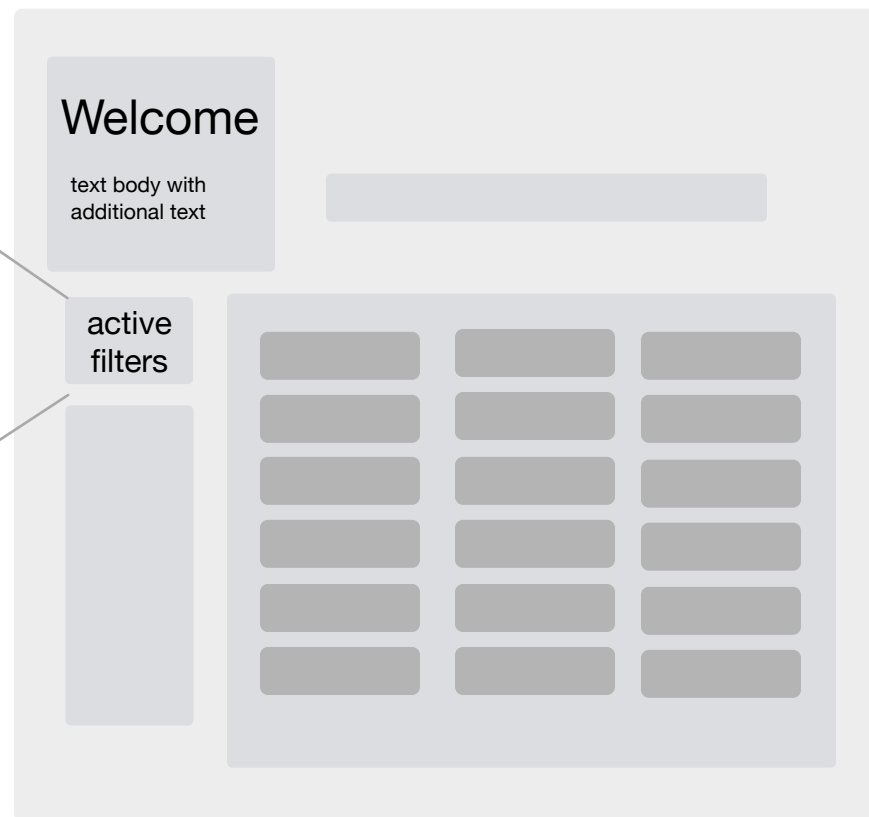 Welcome
text body with
additional text
active
filters